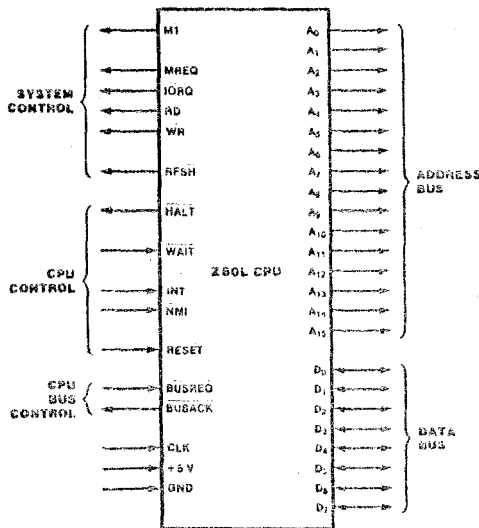 SYSTEM
CONTROL
M1
MREQ
IORQ
RD
WR
RFSH
CPU
CONTROL
HALT
WAIT
INT
NMI
RESET
CPU
BUS
CONTROL
BUSREQ
BUSACK
CLK
+5 V
GND
Z80L CPU
A0
A1
A2
A3
A4
A5
A6
A7
A8
A9
A10
A11
A12
A13
A14
A15
ADDRESS
BUS
D0
D1
D2
D3
D4
D5
D6
D7
DATA
BUS